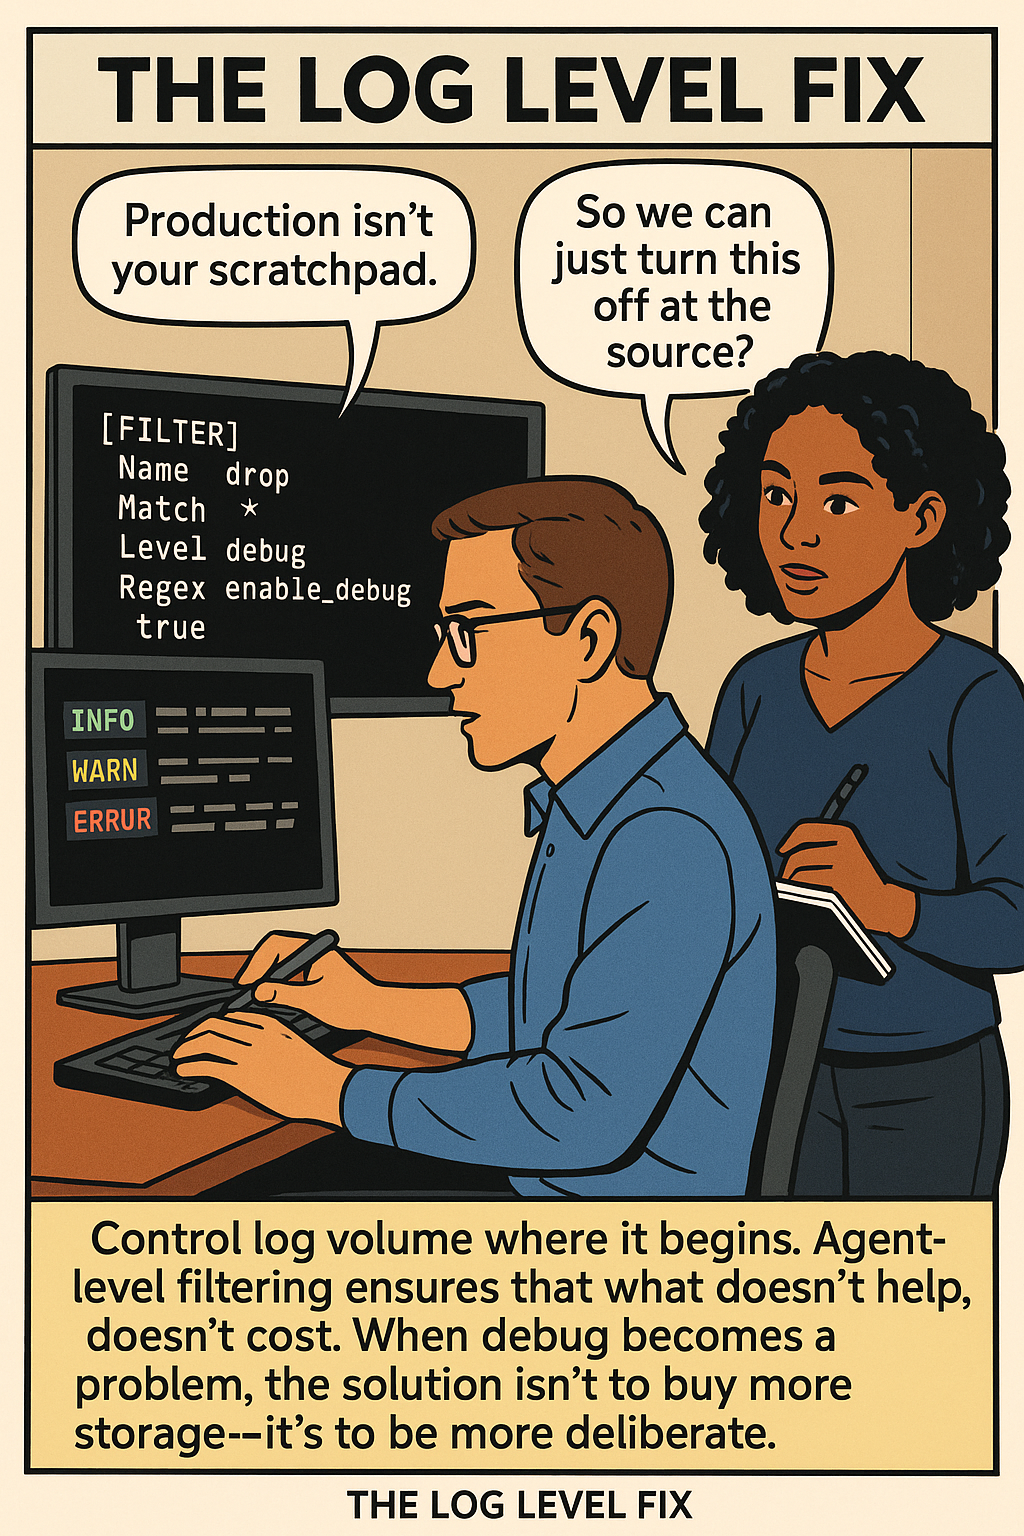 THE LOG LEVEL FIX
Production isn't
your scratchpad.
So we can
just turn this
off at the
source?
[FILTER]
Name drop
Match *
Level debug
Regex enable_debug
true
INFO
WARN
ERRUR
Control log volume where it begins. Agent-
level filtering ensures that what doesn't help,
doesn't cost. When debug becomes a
problem, the solution isn't to buy more
storage-–it's to be more deliberate.
THE LOG LEVEL FIX